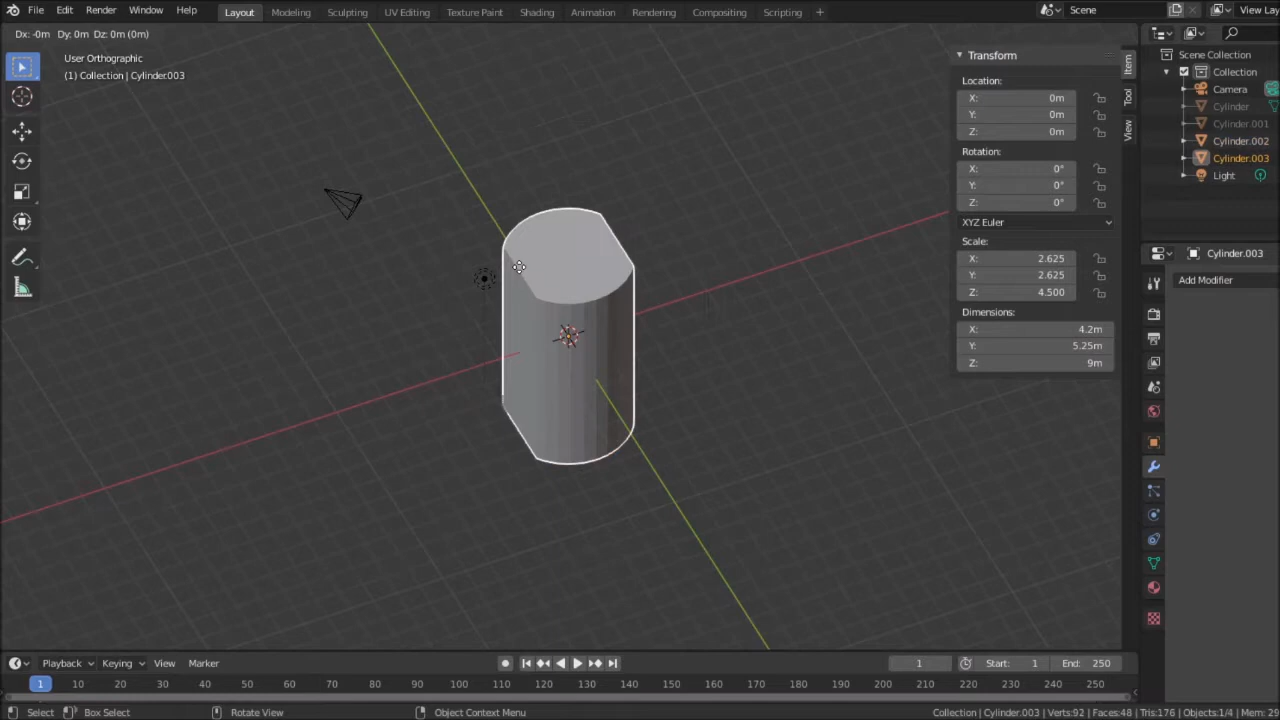 File Edit Render Window Help Layout Modeling Sculpting UV Editing Texture Paint Shading Animation Rendering Compositing Scripting + Scene View Lay
Dx: -0m Dy: 0m Dz: 0m (0m)
User Orthographic
(1) Collection | Cylinder.003
Transform
Location:
X: 0m
Y: 0m
Z: 0m
Rotation:
X: 0°
Y: 0°
Z: 0°
XYZ Euler
Scale:
X: 2.625
Y: 2.625
Z: 4.500
Dimensions:
X: 4.2m
Y: 5.25m
Z: 9m
Item
Tool
View
Scene Collection
Collection
Camera
Cylinder
Cylinder.001
Cylinder.002
Cylinder.003
Light
Cylinder.003
Add Modifier
Playback Keying View Marker 1 Start: 1 End: 250
1 10 20 30 40 50 60 70 80 90 100 110 120 130 140 150 160 170 180 190 200 210 220 230 240 250
Select Box Select Rotate View Object Context Menu Collection | Cylinder.003 | Verts:92 | Faces:48 | Tris:176 | Objects:1/4 | Mem: 29